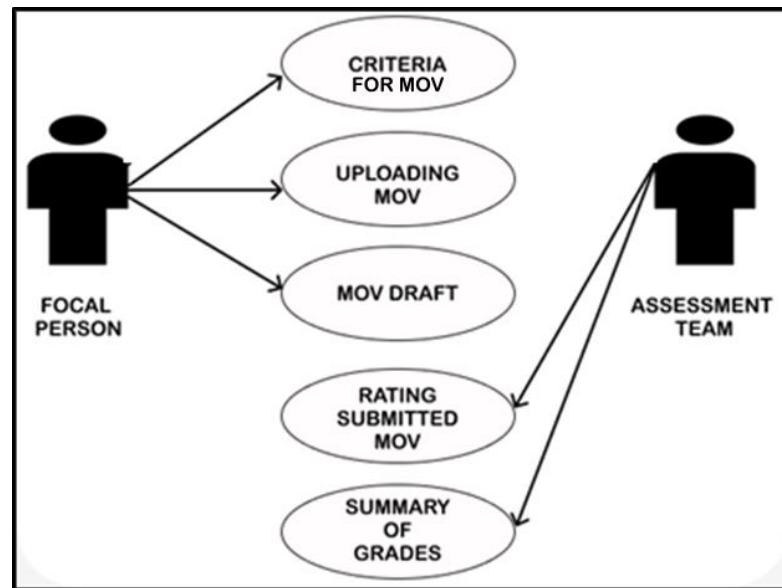 CRITERIA
FOR MOV
UPLOADING
MOV
MOV DRAFT
FOCAL
PERSON
ASSESSMENT
TEAM
RATING
SUBMITTED
MOV
SUMMARY
OF
GRADES